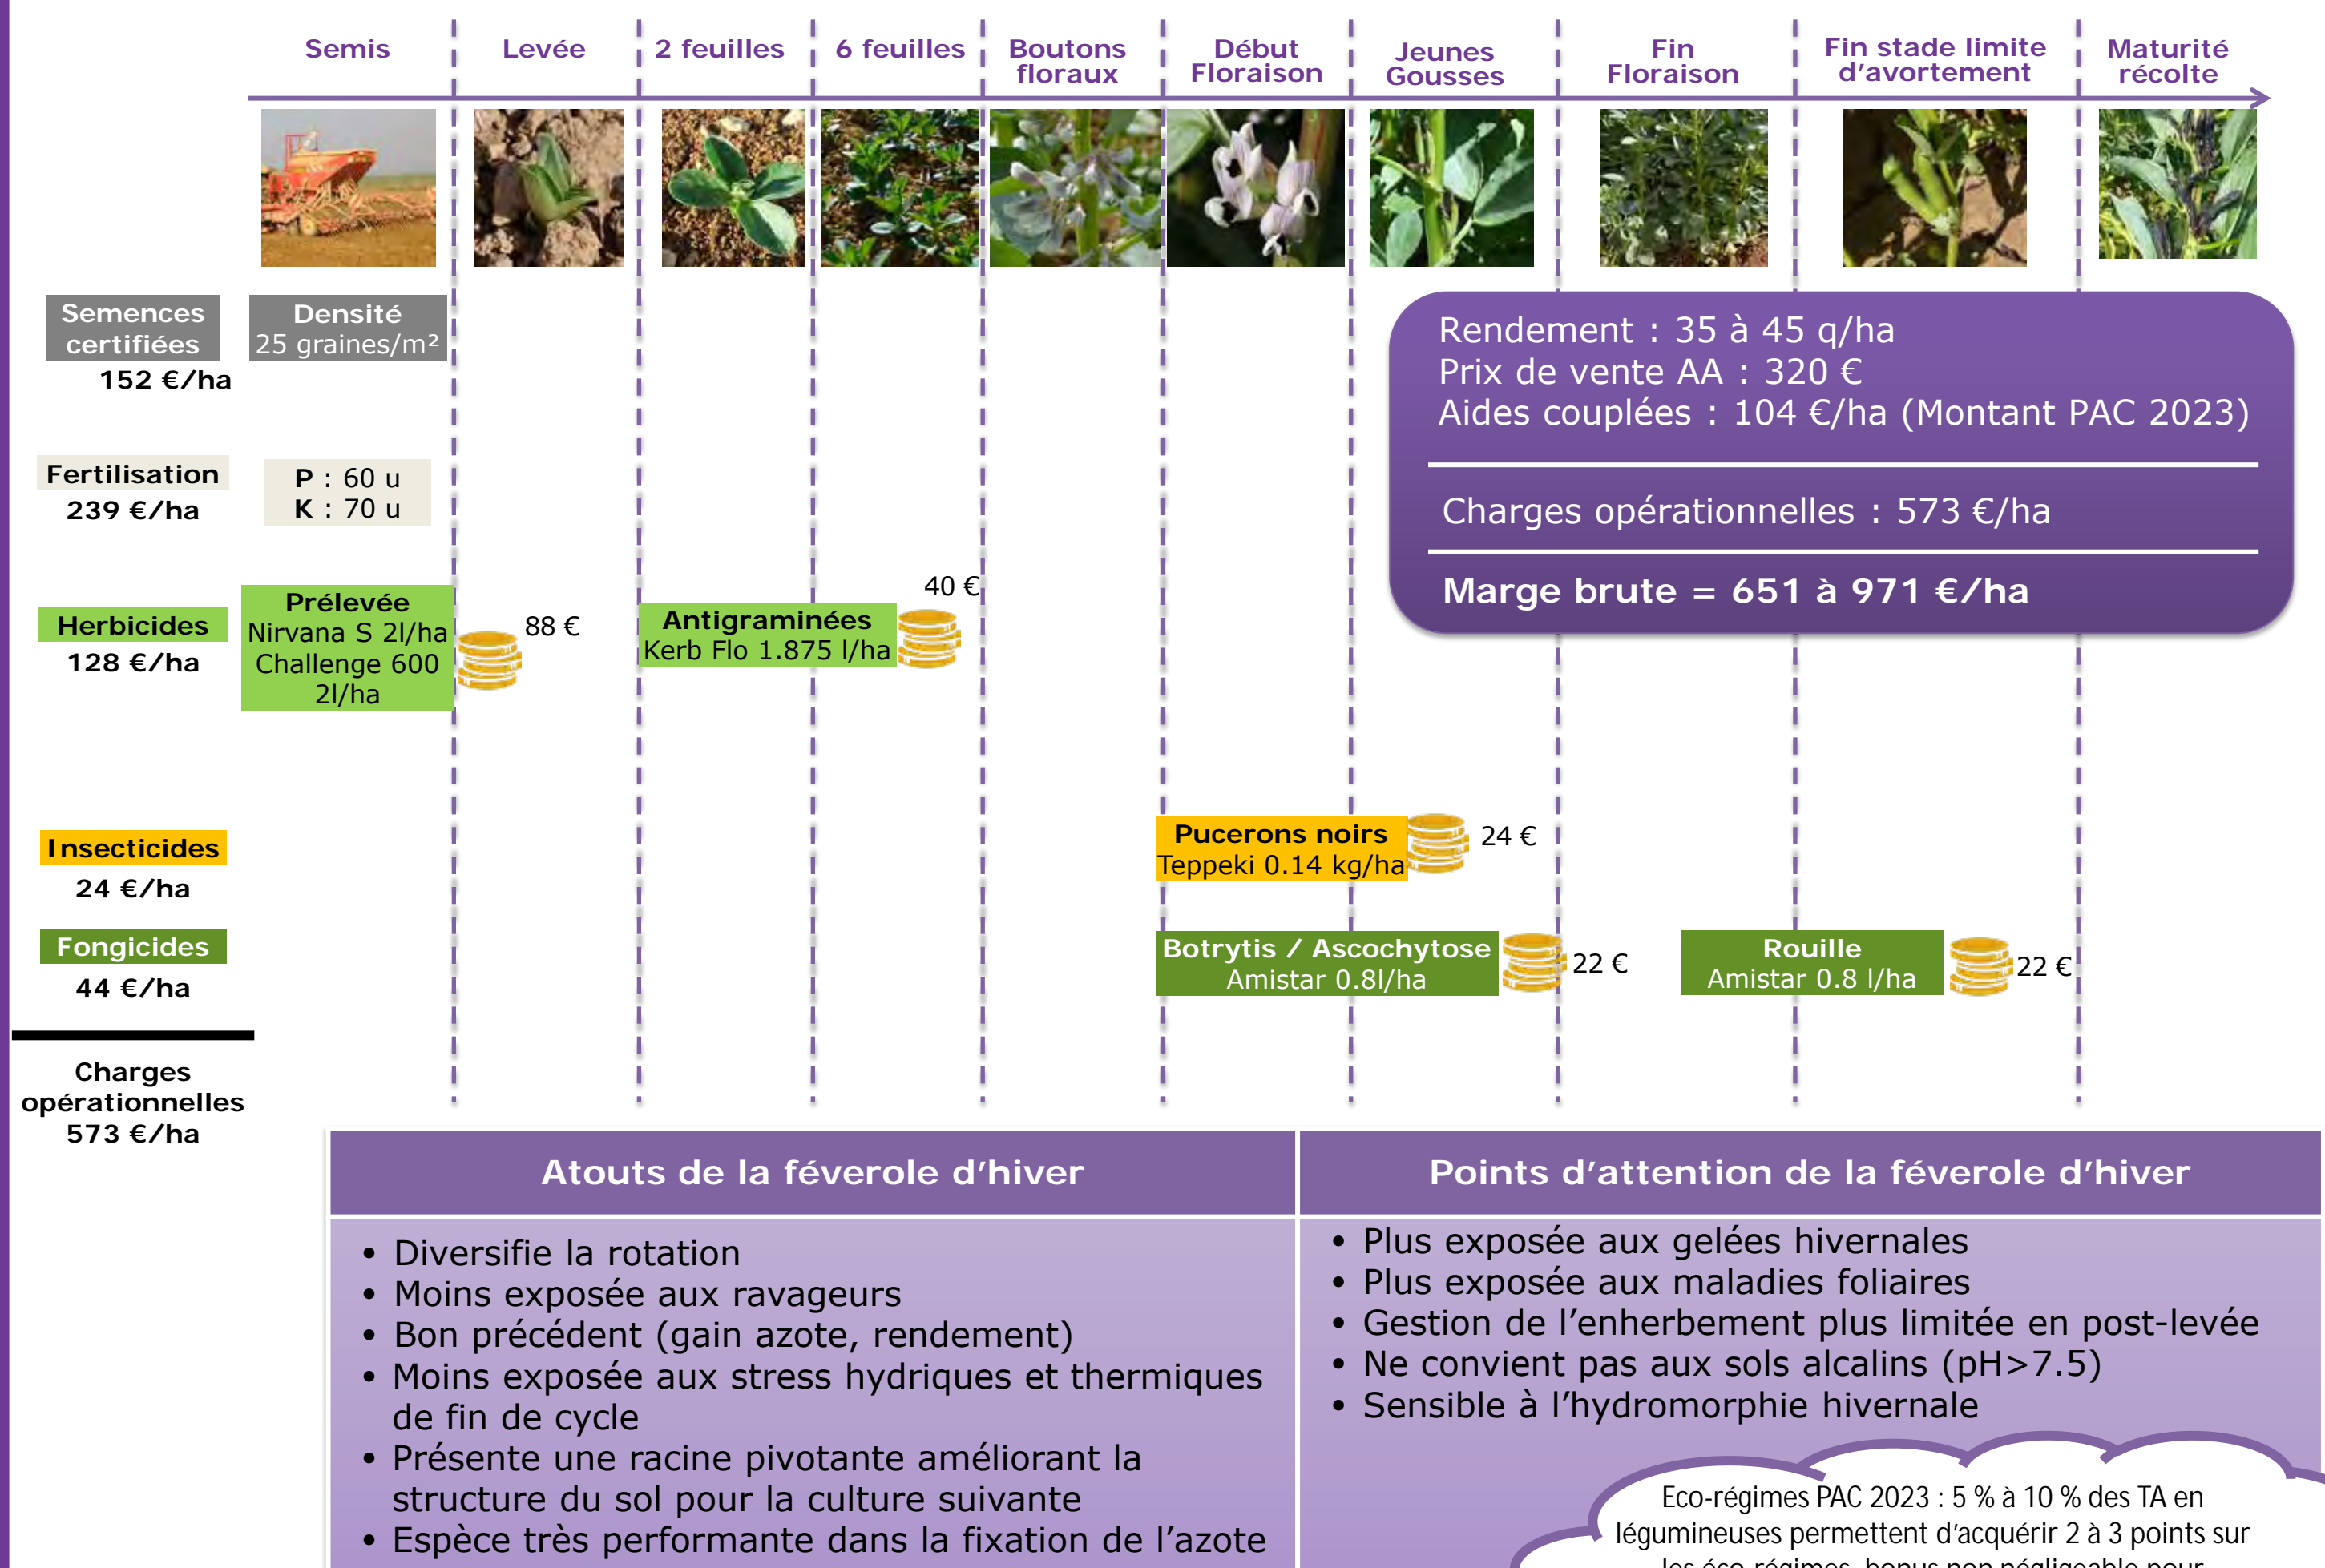 Semis
Levée
2 feuilles
6 feuilles
Boutons
floraux
Début
Floraison
Jeunes
Gousses
Fin
Floraison
Fin stade limite
d'avortement
Maturité
récolte
Semences
certifiées
152 €/ha
Densité
25 graines/m²
Rendement : 35 à 45 q/ha
Prix de vente AA : 320 €
Aides couplées : 104 €/ha (Montant PAC 2023)
Charges opérationnelles : 573 €/ha
Marge brute = 651 à 971 €/ha
Fertilisation
239 €/ha
P : 60 u
K : 70 u
Herbicides
128 €/ha
Prélevée
Nirvana S 2l/ha
Challenge 600
2l/ha
88 €
Antigraminées
Kerb Flo 1.875 l/ha
40 €
Insecticides
24 €/ha
Pucerons noirs
Teppeki 0.14 kg/ha
24 €
Fongicides
44 €/ha
Botrytis / Ascochytose
Amistar 0.8l/ha
22 €
Rouille
Amistar 0.8 l/ha
22 €
Charges
opérationnelles
573 €/ha
Atouts de la féverole d'hiver
• Diversifie la rotation
• Moins exposée aux ravageurs
• Bon précédent (gain azote, rendement)
• Moins exposée aux stress hydriques et thermiques
de fin de cycle
• Présente une racine pivotante améliorant la
structure du sol pour la culture suivante
• Espèce très performante dans la fixation de l'azote
Points d'attention de la féverole d'hiver
• Plus exposée aux gelées hivernales
• Plus exposée aux maladies foliaires
• Gestion de l'enherbement plus limitée en post-levée
• Ne convient pas aux sols alcalins (pH>7.5)
• Sensible à l'hydromorphie hivernale
Eco-régimes PAC 2023 : 5 % à 10 % des TA en
légumineuses permettent d'acquérir 2 à 3 points sur
les éco-régimes, bonus non négligeable pour